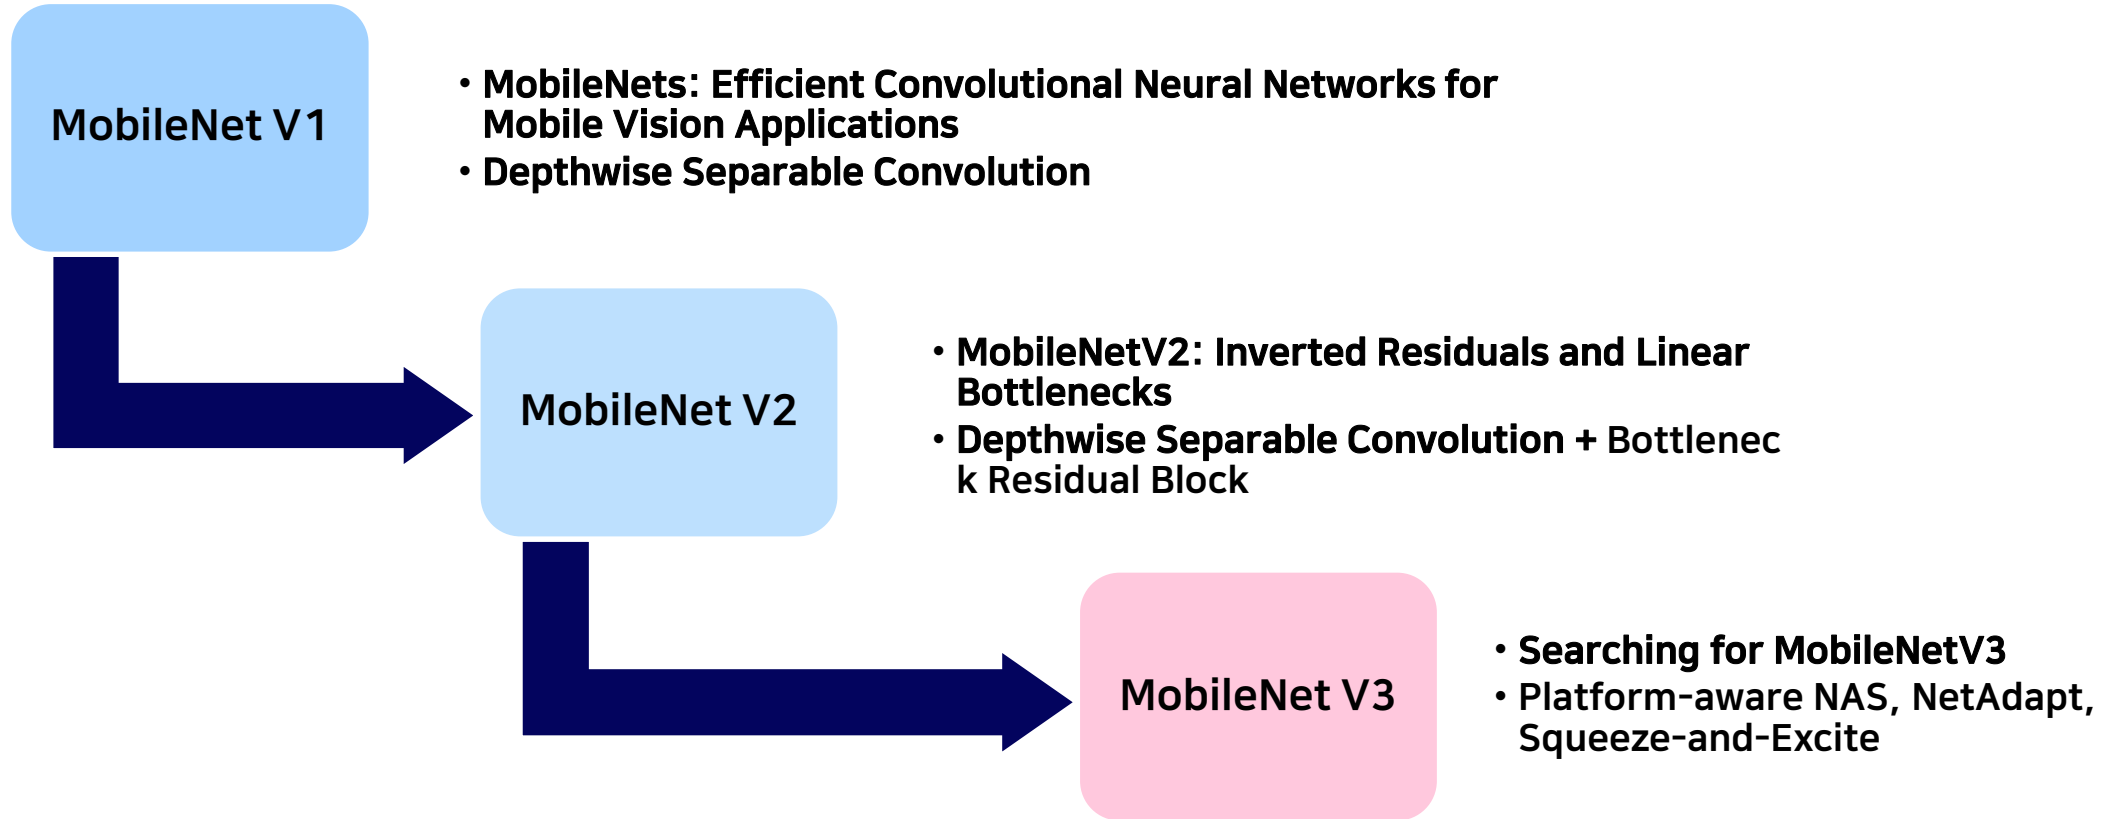 MobileNet V1
• MobileNets: Efficient Convolutional Neural Networks for
Mobile Vision Applications
• Depthwise Separable Convolution
MobileNet V2
• MobileNetV2: Inverted Residuals and Linear
Bottlenecks
• Depthwise Separable Convolution + Bottlenec
k Residual Block
MobileNet V3
• Searching for MobileNetV3
• Platform-aware NAS, NetAdapt,
Squeeze-and-Excite